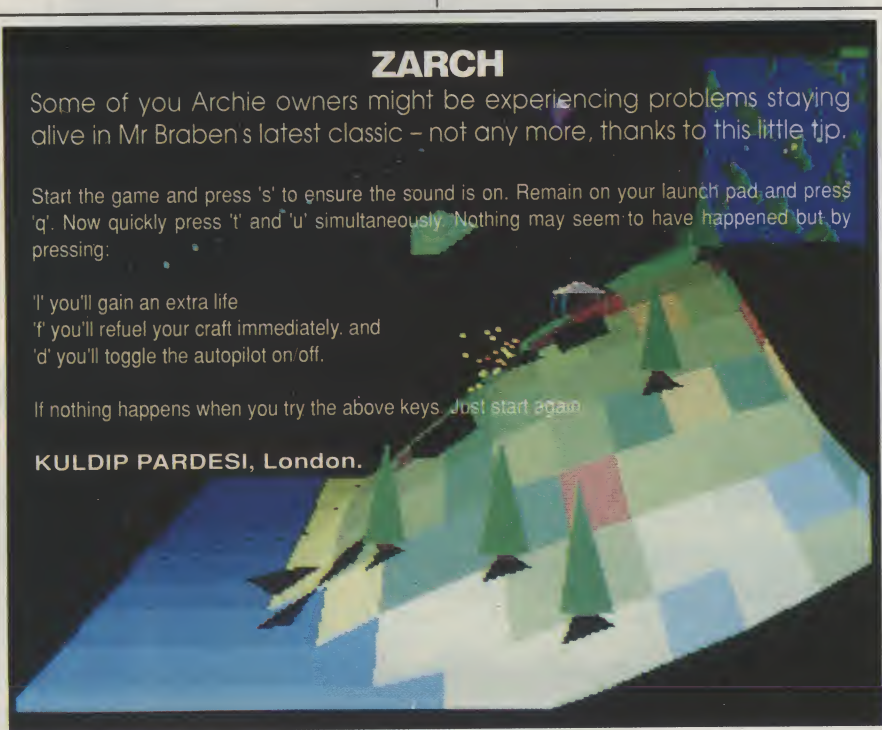 ZARCH
Some of you Archie owners might be experiencing problems staying
alive in Mr Braben's latest classic – not any more, thanks to this little tip.
Start the game and press 's' to ensure the sound is on. Remain on your launch pad and press
'q'. Now quickly press 't' and 'u' simultaneously. Nothing may seem to have happened but by
pressing:
'l' you'll gain an extra life
'f' you'll refuel your craft immediately. and
'd' you'll toggle the autopilot on/off.
If nothing happens when you try the above keys. Just start again.
KULDIP PARDESI, London.